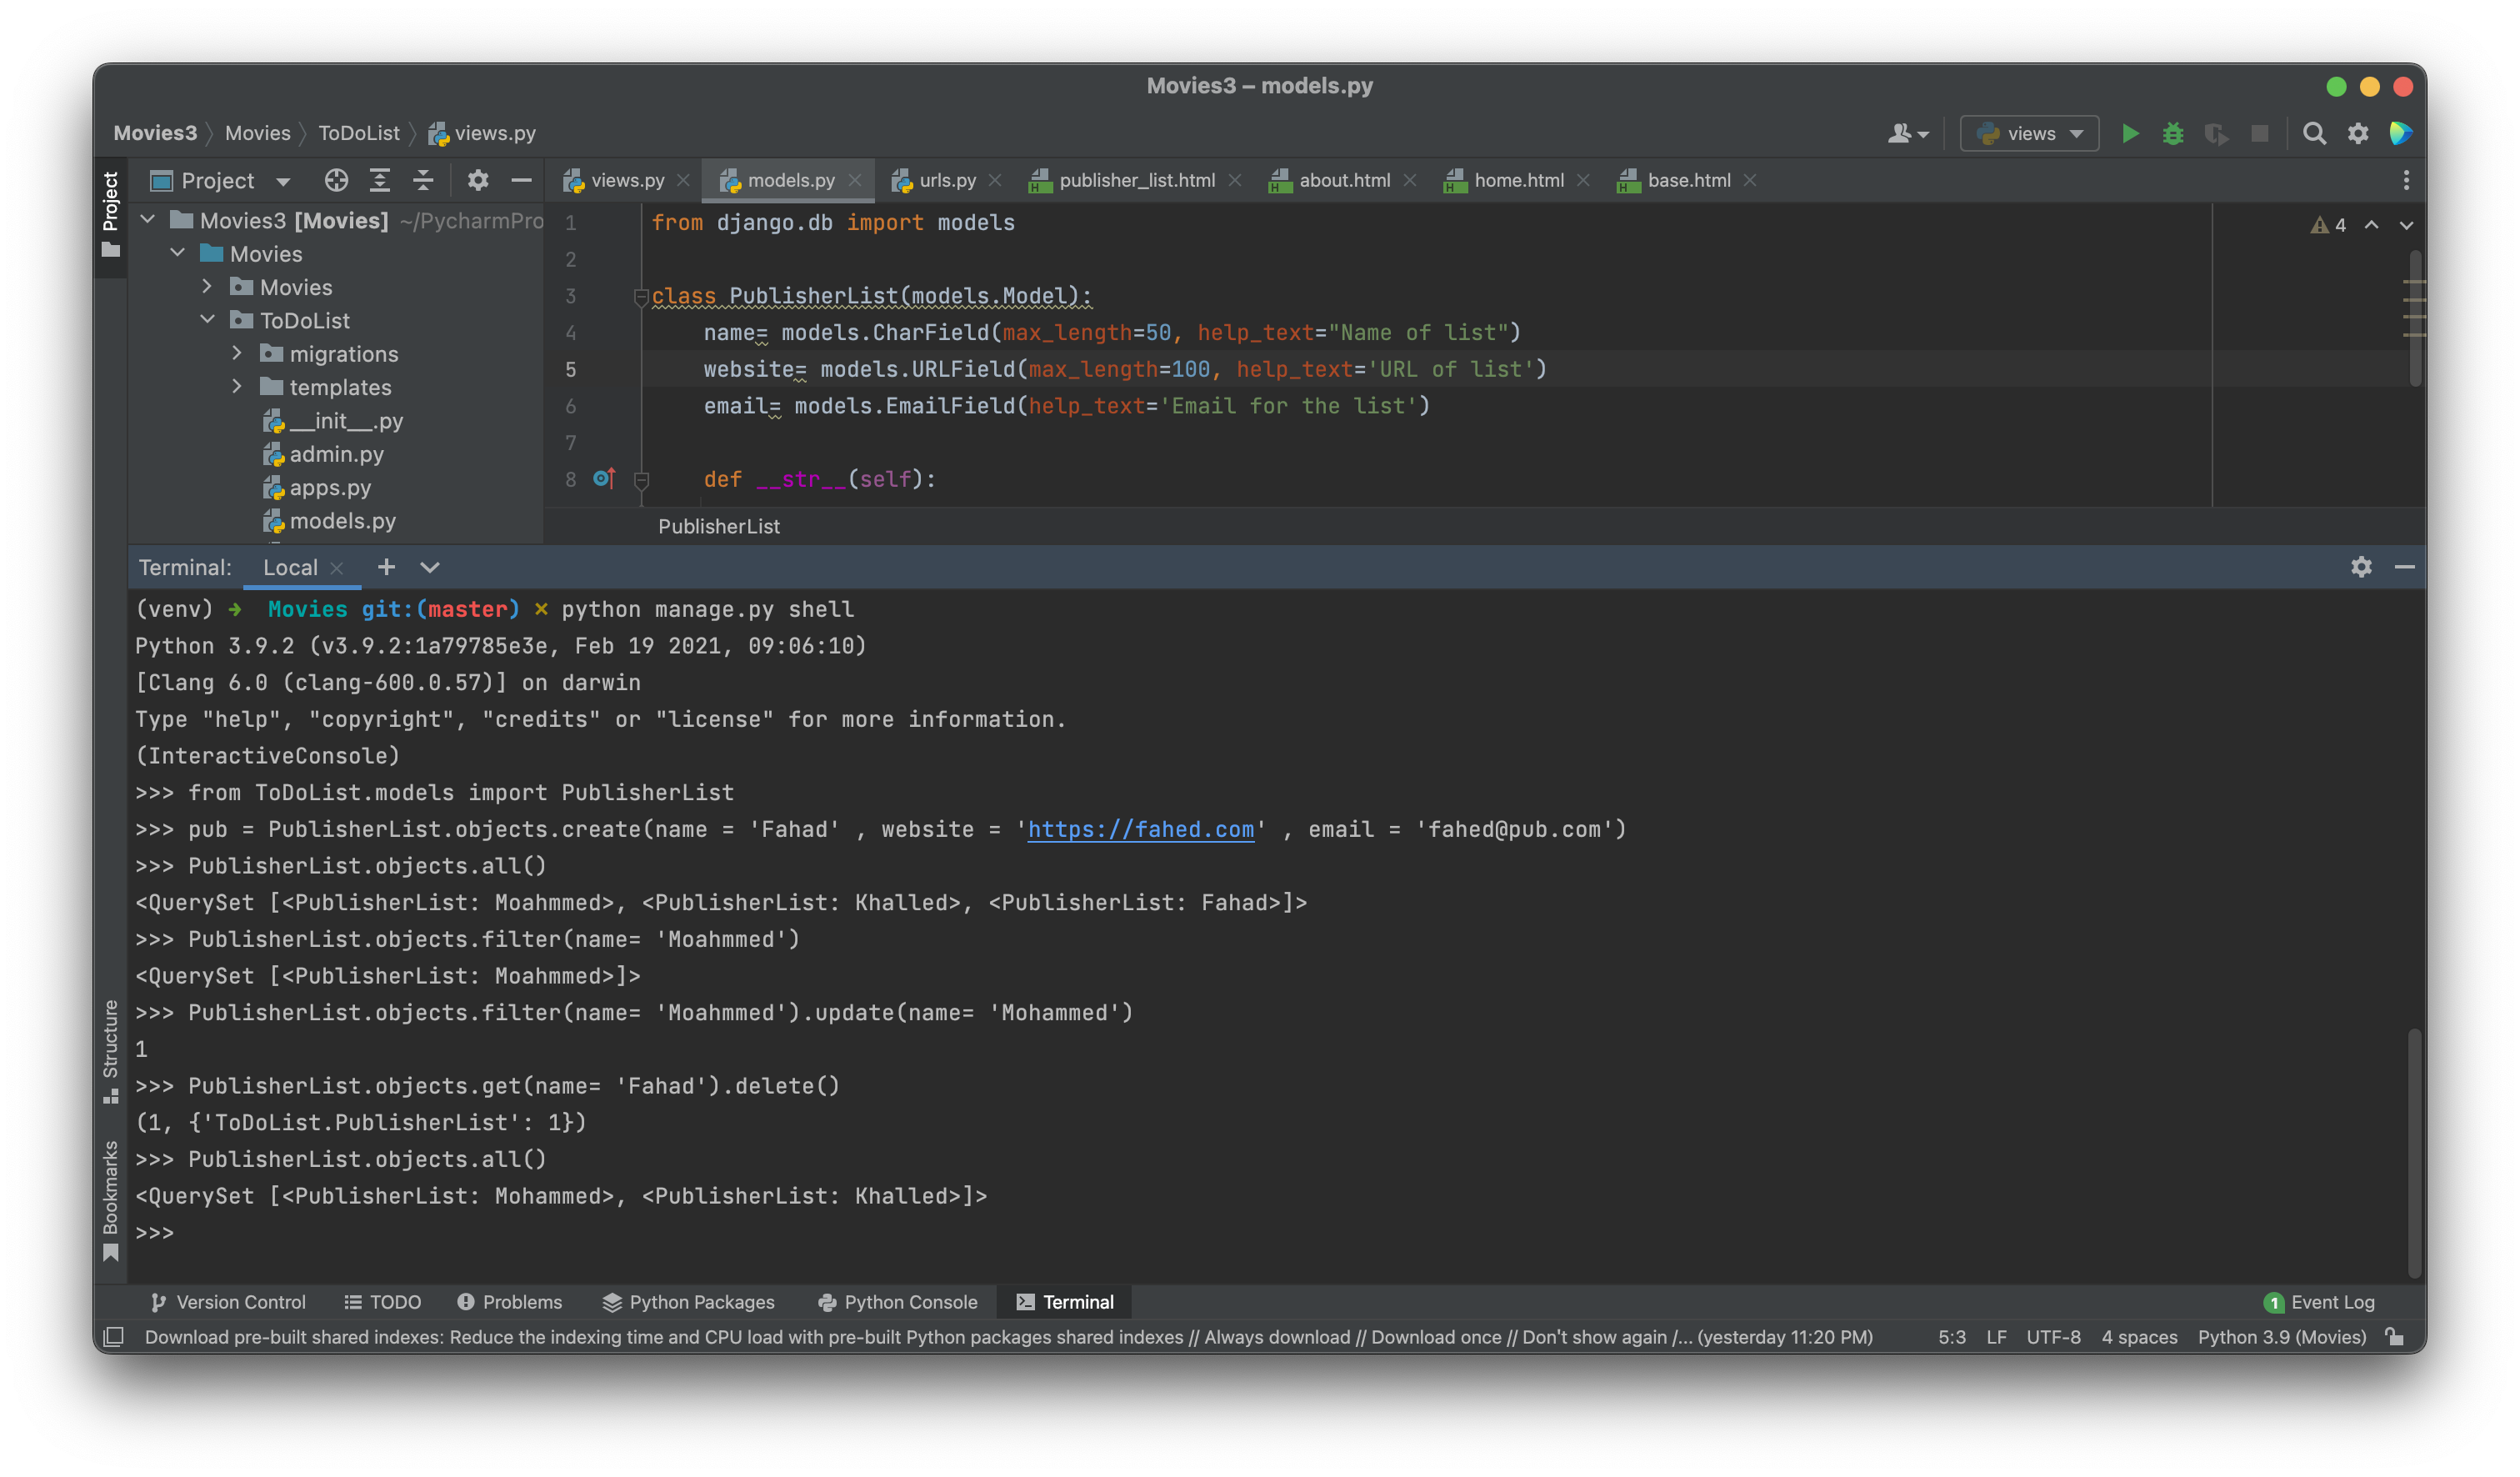 Movies3 – models.py
Movies3 Movies ToDoList views.py
views
Project
Project
views.py models.py urls.py publisher_list.html about.html home.html base.html
Movies3 [Movies] ~/PycharmPro
Movies
Movies
ToDoList
migrations
templates
__init__.py
admin.py
apps.py
models.py
4
1 from django.db import models
2
3 class PublisherList(models.Model):
4 name= models.CharField(max_length=50, help_text="Name of list")
5 website= models.URLField(max_length=100, help_text='URL of list')
6 email= models.EmailField(help_text='Email for the list')
7
8 def __str__(self):
PublisherList
Terminal: Local
(venv) ➜ Movies git:(master) ✗ python manage.py shell
Python 3.9.2 (v3.9.2:1a79785e3e, Feb 19 2021, 09:06:10)
[Clang 6.0 (clang-600.0.57)] on darwin
Type "help", "copyright", "credits" or "license" for more information.
(InteractiveConsole)
>>> from ToDoList.models import PublisherList
>>> pub = PublisherList.objects.create(name = 'Fahad' , website = 'https://fahed.com' , email = 'fahed@pub.com')
>>> PublisherList.objects.all()
<QuerySet [<PublisherList: Moahmmed>, <PublisherList: Khalled>, <PublisherList: Fahad>]>
>>> PublisherList.objects.filter(name= 'Moahmmed')
<QuerySet [<PublisherList: Moahmmed>]>
>>> PublisherList.objects.filter(name= 'Moahmmed').update(name= 'Mohammed')
1
>>> PublisherList.objects.get(name= 'Fahad').delete()
(1, {'ToDoList.PublisherList': 1})
>>> PublisherList.objects.all()
<QuerySet [<PublisherList: Mohammed>, <PublisherList: Khalled>]>
>>>
Structure
Bookmarks
Version Control TODO Problems Python Packages Python Console Terminal 1 Event Log
Download pre-built shared indexes: Reduce the indexing time and CPU load with pre-built Python packages shared indexes // Always download // Download once // Don't show again /... (yesterday 11:20 PM) 5:3 LF UTF-8 4 spaces Python 3.9 (Movies)